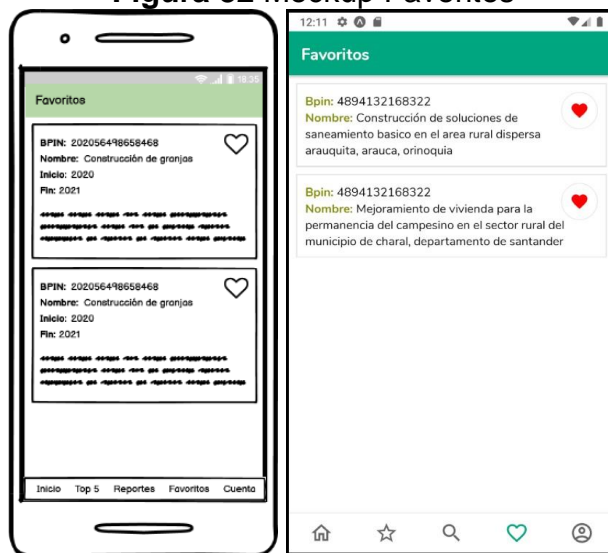 Figura 32 Mockup Favoritos
18:35
Favoritos
BPIN: 202056498658468
Nombre: Construcción de granjas
Inicio: 2020
Fin: 2021
BPIN: 202056498658468
Nombre: Construcción de granjas
Inicio: 2020
Fin: 2021
Inicio Top 5 Reportes Favoritos Cuenta
12:11
Favoritos
Bpin: 4894132168322
Nombre: Construcción de soluciones de
saneamiento basico en el area rural dispersa
arauquita, arauca, orinoquia
Bpin: 4894132168322
Nombre: Mejoramiento de vivienda para la
permanencia del campesino en el sector rural del
municipio de charal, departamento de santander